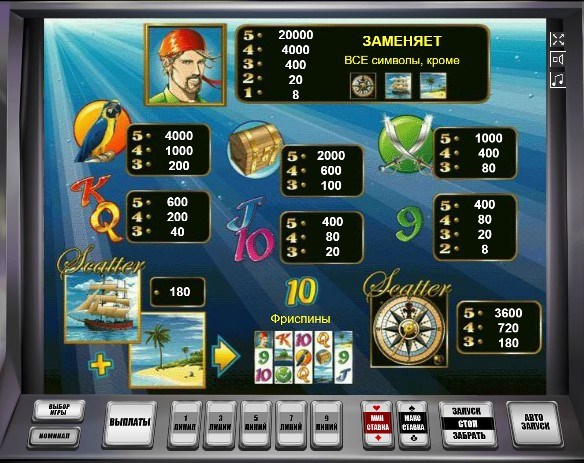 5 • 20000
4 • 4000
3 • 400
2 • 20
1 • 8
ЗАМЕНЯЕТ
ВСЕ символы, кроме
5 • 4000
4 • 1000
3 • 200
5 • 2000
4 • 600
3 • 100
5 • 1000
4 • 400
3 • 80
K
Q
5 • 600
4 • 200
3 • 40
J
10
5 • 400
4 • 80
3 • 20
9
5 • 400
4 • 80
3 • 20
2 • 8
Scatter
• 180
+
10
Фриспины
K 10 Q
9
10 J
Scatter
5 • 3600
4 • 720
3 • 180
ВЫБОР
ИГРЫ
НОМИНАЛ
ВЫПЛАТЫ
1
ЛИНИЯ
3
ЛИНИИ
5
ЛИНИЙ
7
ЛИНИЙ
9
ЛИНИЙ
МИН
СТАВКА
МАКС
СТАВКА
ЗАПУСК
СТОП
ЗАБРАТЬ
АВТО
ЗАПУСК